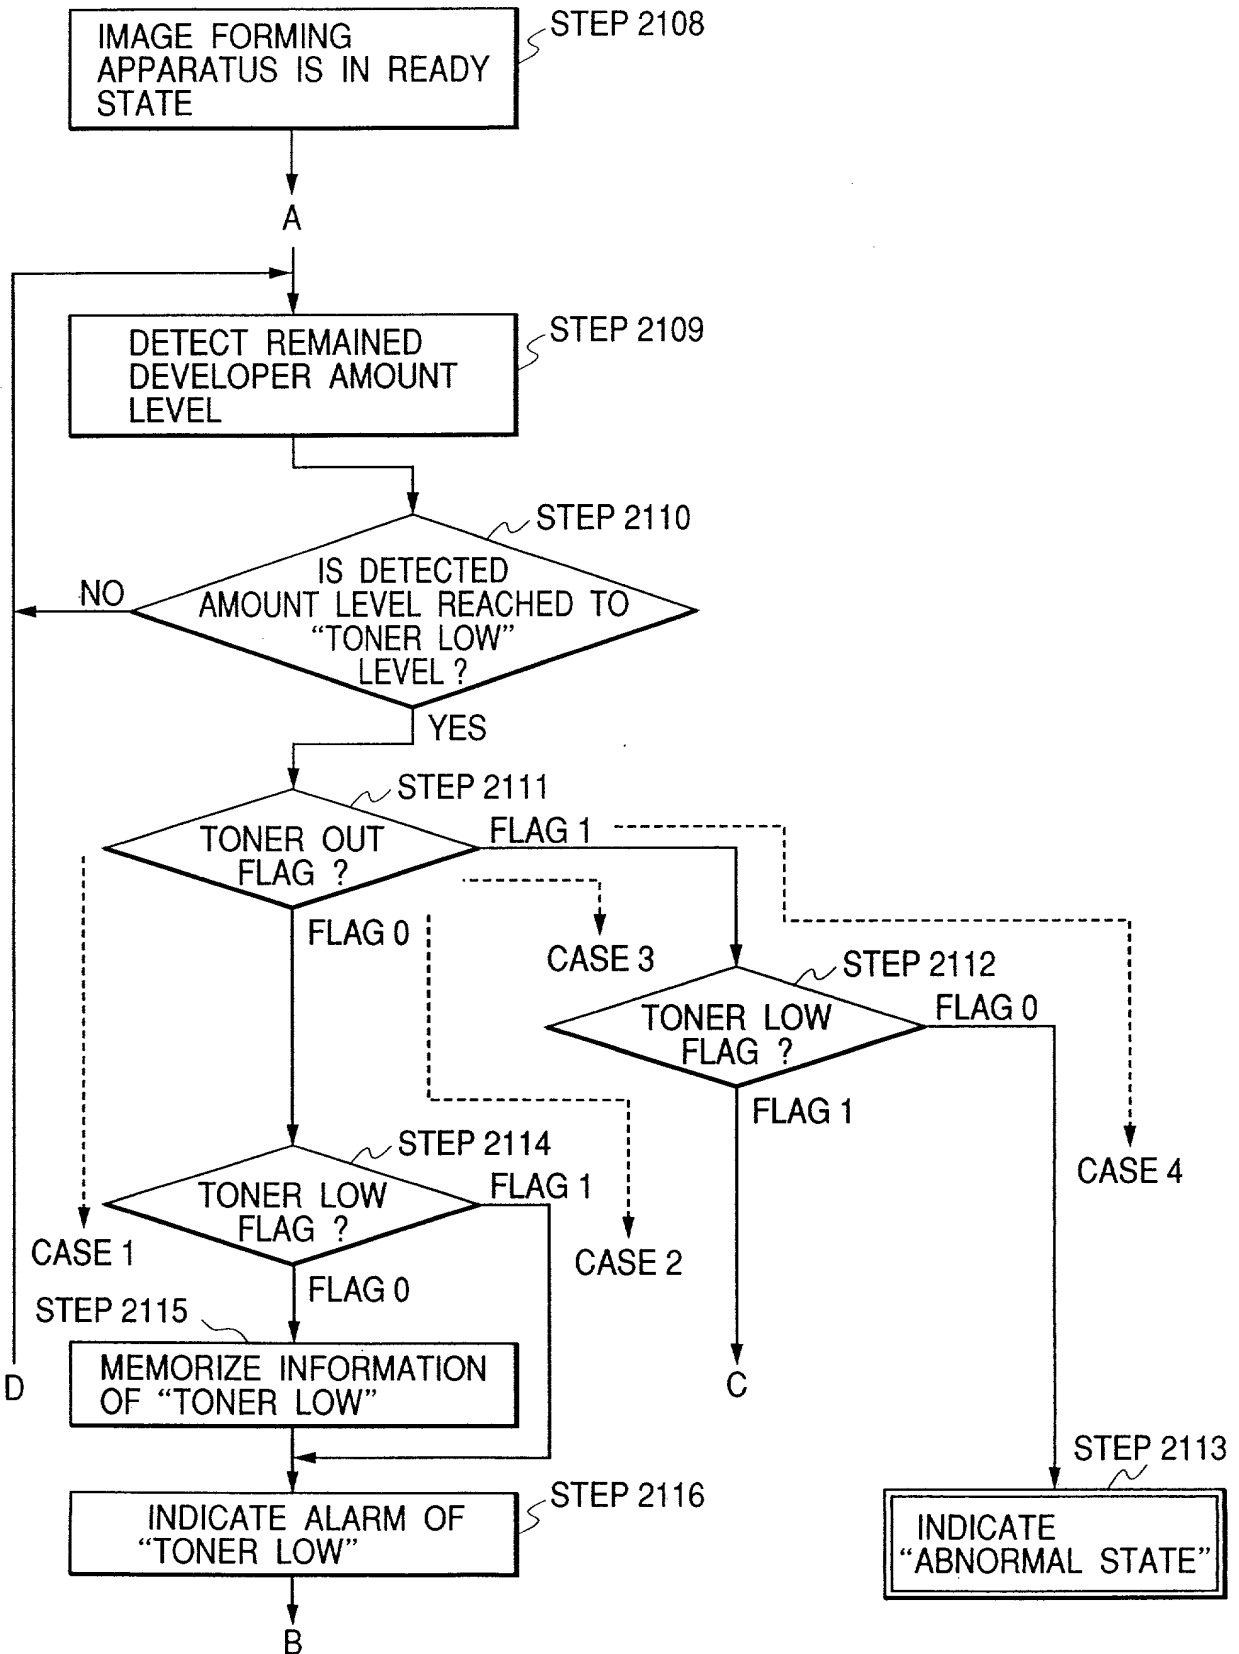 IMAGE FORMING
APPARATUS IS IN READY
STATE
STEP 2108
A
DETECT REMAINED
DEVELOPER AMOUNT
LEVEL
STEP 2109
STEP 2110
IS DETECTED
AMOUNT LEVEL REACHED TO
“TONER LOW”
LEVEL ?
NO
YES
STEP 2111
TONER OUT
FLAG ?
FLAG 1
FLAG 0
CASE 3
STEP 2112
TONER LOW
FLAG ?
FLAG 0
FLAG 1
CASE 4
STEP 2114
TONER LOW
FLAG ?
FLAG 1
FLAG 0
CASE 1
CASE 2
STEP 2115
MEMORIZE INFORMATION
OF “TONER LOW”
D
C
STEP 2116
INDICATE ALARM OF
“TONER LOW”
STEP 2113
INDICATE
“ABNORMAL STATE”
B